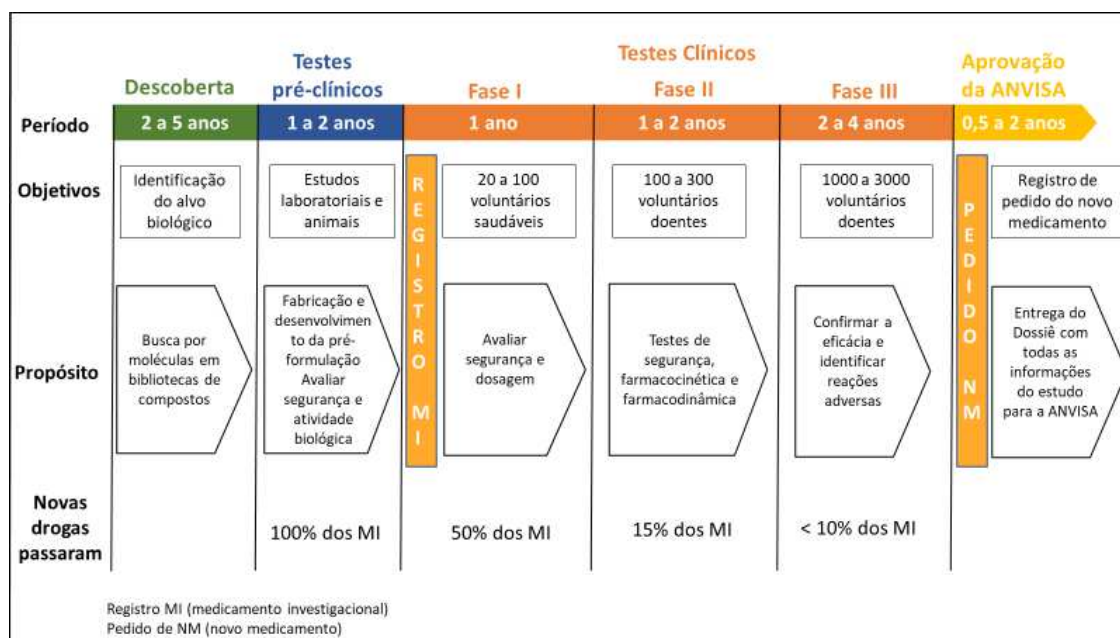 Descoberta
Testes
pré-clínicos
Testes Clínicos
Fase I
Fase II
Fase III
Aprovação
da ANVISA
Período
2 a 5 anos
1 a 2 anos
1 ano
1 a 2 anos
2 a 4 anos
0,5 a 2 anos
Objetivos
Identificação
do alvo
biológico
Estudos
laboratoriais e
animais
REGISTRO MI
20 a 100
voluntários
saudáveis
100 a 300
voluntários
doentes
1000 a 3000
voluntários
doentes
PEDIDO NM
Registro de
pedido do novo
medicamento
Propósito
Busca por
moléculas em
bibliotecas de
compostos
Fabricação e
desenvolvimen
to da pré-
formulação
Avaliar
segurança e
atividade
biológica
Avaliar
segurança e
dosagem
Testes de
segurança,
farmacocinética e
farmacodinâmica
Confirmar a
eficácia e
identificar
reações
adversas
Entrega do
Dossiê com
todas as
informações
do estudo
para a ANVISA
Novas
drogas
passaram
100% dos MI
50% dos MI
15% dos MI
< 10% dos MI
Registro MI (medicamento investigacional)
Pedido de NM (novo medicamento)